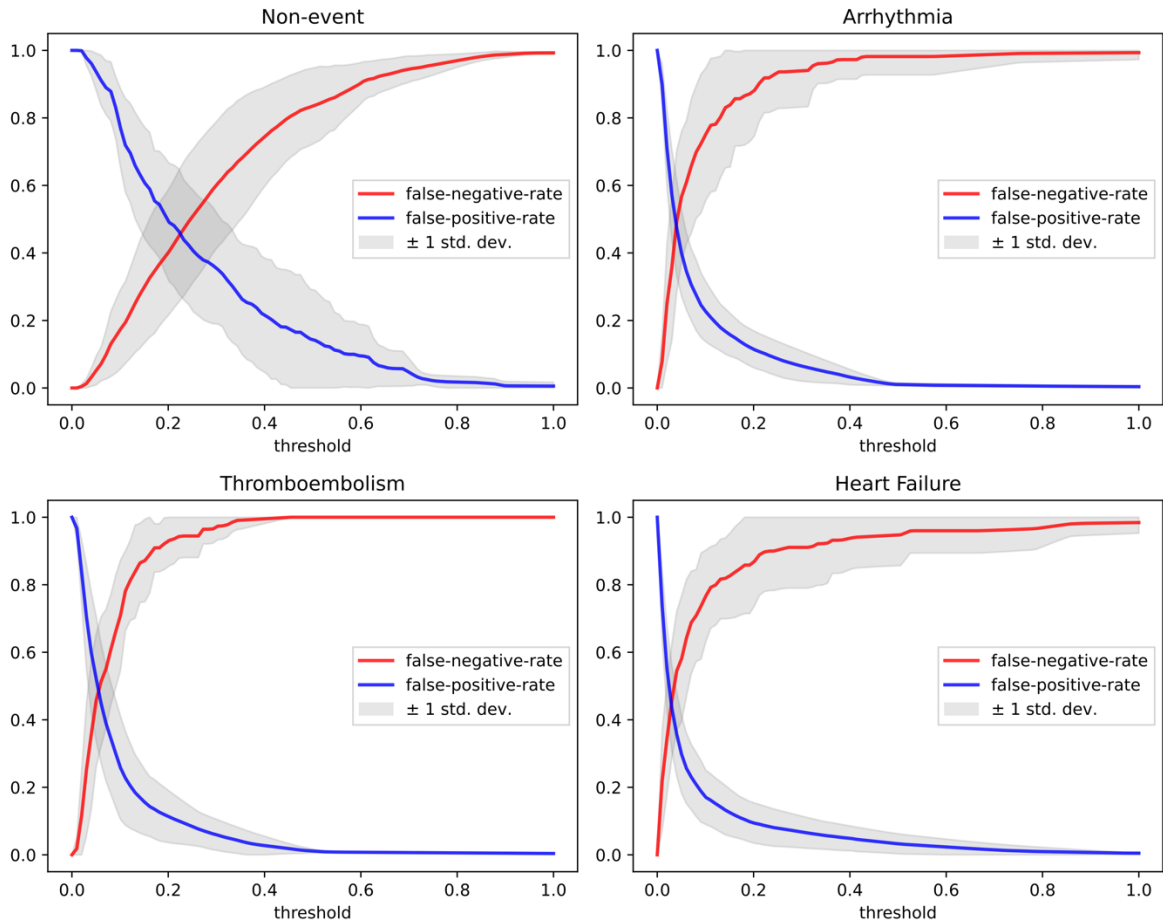 Non-event
1.0
0.8
0.6
0.4
0.2
0.0
false-negative-rate
false-positive-rate
± 1 std. dev.
0.0 0.2 0.4 0.6 0.8 1.0
threshold
Arrhythmia
1.0
0.8
0.6
0.4
0.2
0.0
false-negative-rate
false-positive-rate
± 1 std. dev.
0.0 0.2 0.4 0.6 0.8 1.0
threshold
Thromboembolism
1.0
0.8
0.6
0.4
0.2
0.0
false-negative-rate
false-positive-rate
± 1 std. dev.
0.0 0.2 0.4 0.6 0.8 1.0
threshold
Heart Failure
1.0
0.8
0.6
0.4
0.2
0.0
false-negative-rate
false-positive-rate
± 1 std. dev.
0.0 0.2 0.4 0.6 0.8 1.0
threshold